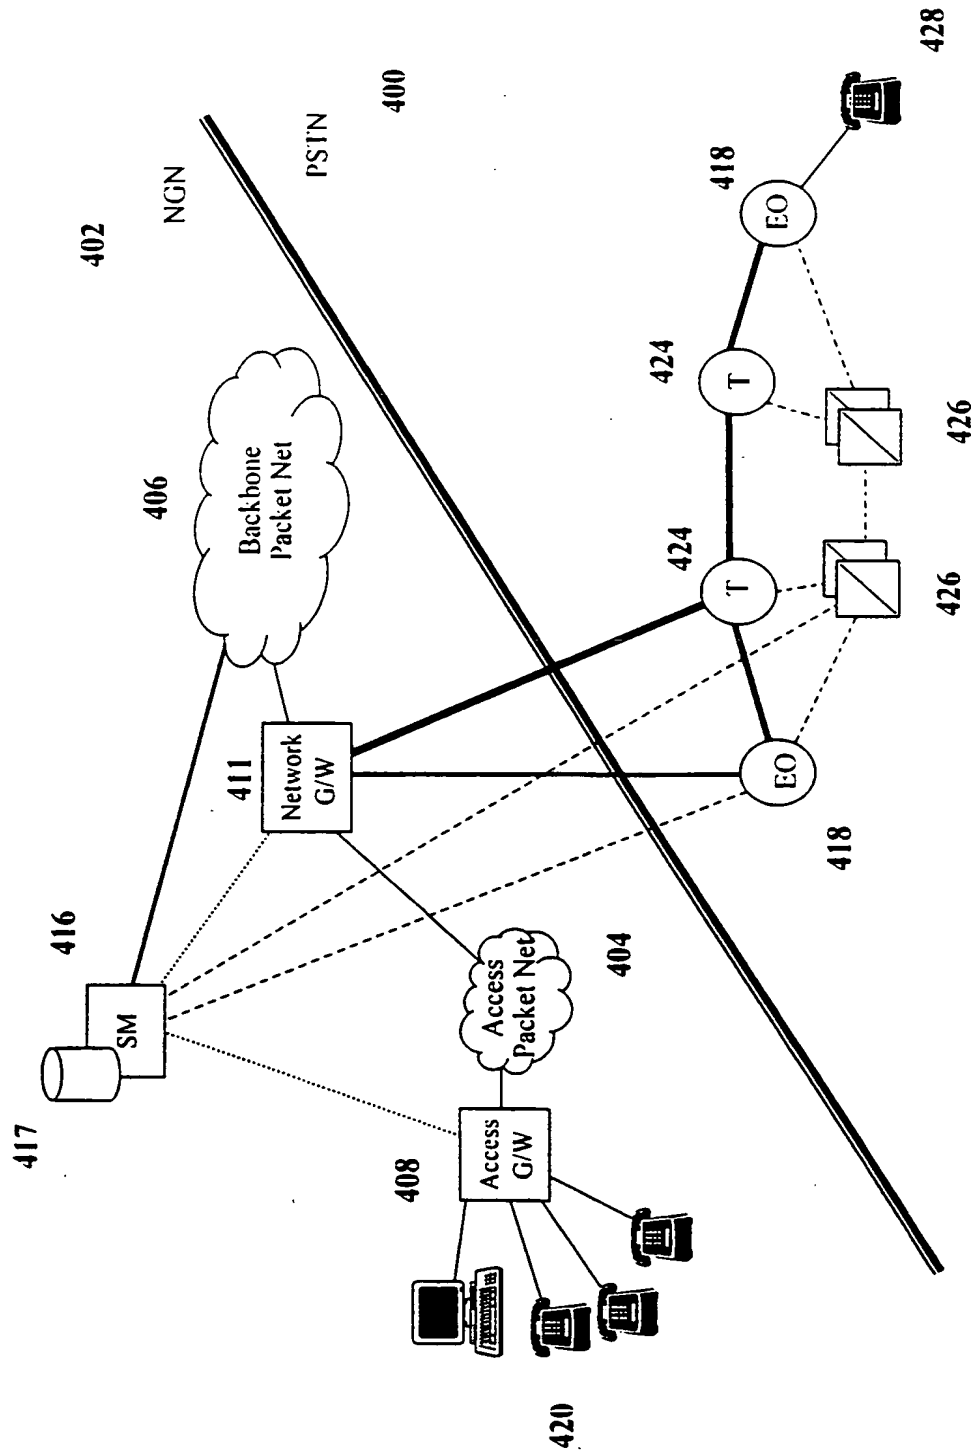 417
SM
416
402
NGN
PSTN
400
406
Backbone
Packet Net
411
Network
G/W
408
Access
G/W
Access
Packet Net
404
420
EO
418
T
424
T
424
EO
418
426
426
428